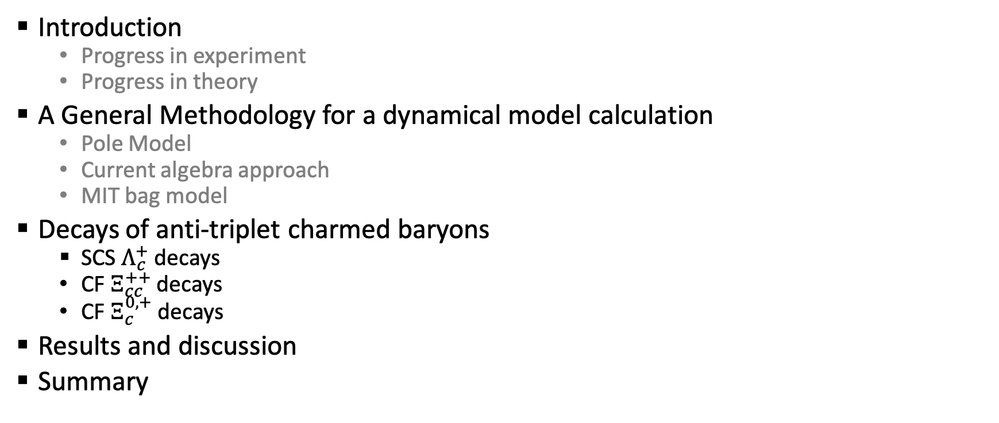 ▪ Introduction
• Progress in experiment
• Progress in theory
▪ A General Methodology for a dynamical model calculation
• Pole Model
• Current algebra approach
• MIT bag model
▪ Decays of anti-triplet charmed baryons
▪ SCS $\Lambda_c^+$ decays
• CF $\Xi_{cc}^{++}$ decays
• CF $\Xi_c^{0,+}$ decays
▪ Results and discussion
▪ Summary